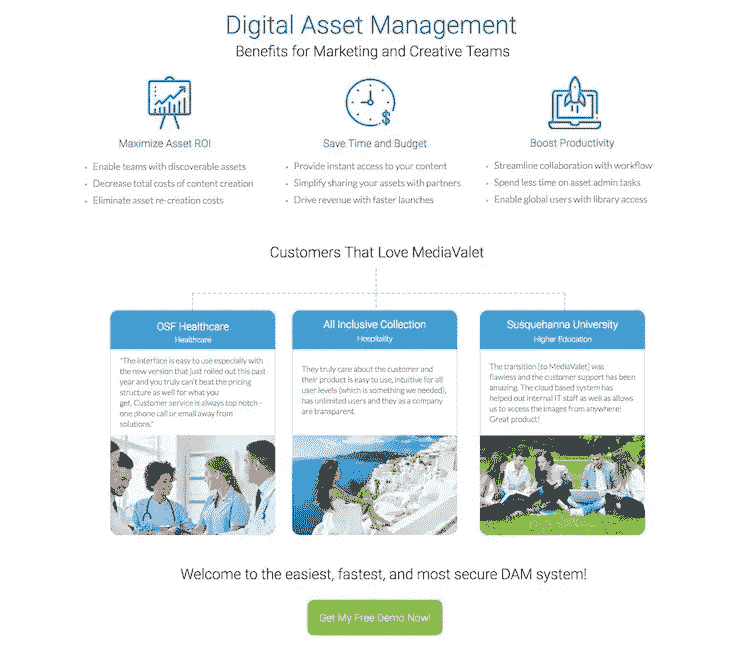 Digital Asset Management
Benefits for Marketing and Creative Teams
Maximize Asset ROI
Enable teams with discoverable assets
Decrease total costs of content creation
Eliminate asset re-creation costs
Save Time and Budget
Provide instant access to your content
Simplify sharing your assets with partners
Drive revenue with faster launches
Boost Productivity
Streamline collaboration with workflow
Spend less time on asset admin tasks
Enable global users with library access
Customers That Love MediaValet
OSF Healthcare
Healthcare
"The interface is easy to use especially with
the new version that just rolled out this past
year and you truly can't beat the pricing
structure as well for what you
get. Customer service is always top notch -
one phone call or email away from
solutions."
All Inclusive Collection
Hospitality
They truly care about the customer and
their product is easy to use, intuitive for all
user levels (which is something we needed),
has unlimited users and they as a company
are transparent.
Susquehanna University
Higher Education
The transition [to MediaValet] was
flawless and the customer support has been
amazing. The cloud based system has
helped out internal IT staff as well as allows
us to access the images from anywhere!
Great product!
Welcome to the easiest, fastest, and most secure DAM system!
Get My Free Demo Now!